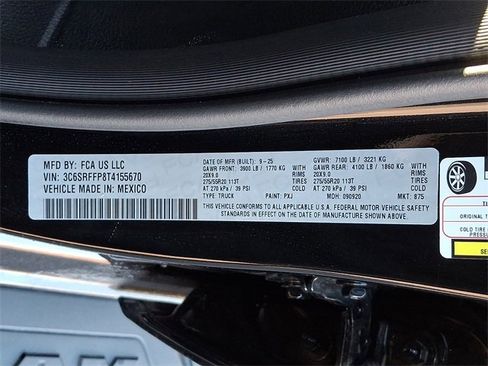 MFD BY: FCA US LLC
VIN: 3C6SRFFP8T4155670
VEHICLE MADE IN: MEXICO
DATE OF MFR (BUILT): 9-25 GVWR: 7100 LB / 3221 KG
GAWR FRONT: 3900 LB / 1770 KG WITH GAWR REAR: 4100 LB / 1860 KG WITH
20X9.0 RIMS 20X9.0 RIMS
275/55R20 113T TIRES 275/55R20 113T TIRES
AT 270 kPa / 39 PSI AT 270 kPa / 39 PSI
TYPE: TRUCK PAINT: PXJ MDH: 090920 MKT: 875
THIS VEHICLE CONFORMS TO ALL APPLICABLE U.S.A. FEDERAL MOTOR VEHICLE
SAFETY STANDARDS IN EFFECT ON THE DATE OF MANUFACTURE SHOWN ABOVE.
ORIGINAL
COLD TIRE